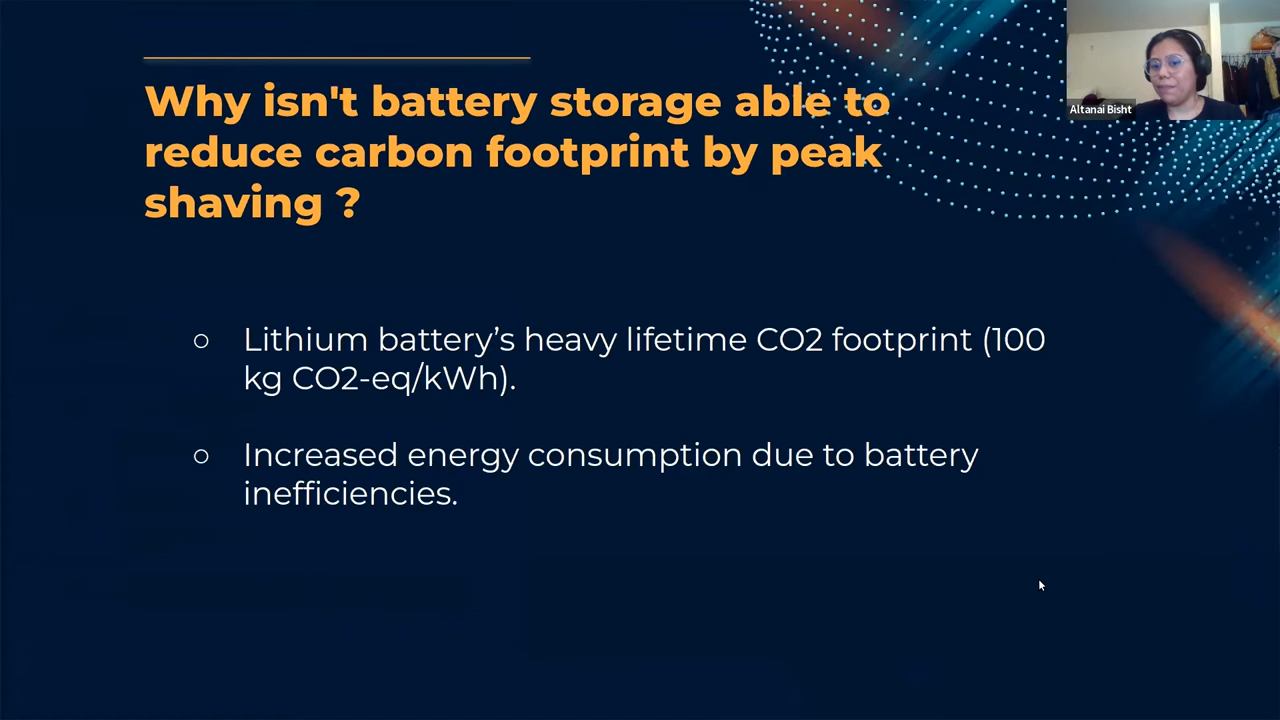 Why isn't battery storage able to
reduce carbon footprint by peak
shaving ?
Altanai Bisht
○ Lithium battery’s heavy lifetime CO2 footprint (100
kg CO2-eq/kWh).
○ Increased energy consumption due to battery
inefficiencies.